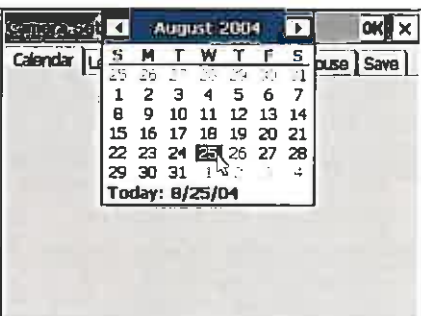 August 2004 OK ×
Calendar ouse Save
S M T W T F S
25 26 27 28 29 30 31
1 2 3 4 5 6 7
8 9 10 11 12 13 14
15 16 17 18 19 20 21
22 23 24 25 26 27 28
29 30 31 1 2 3 4
Today: 8/25/04